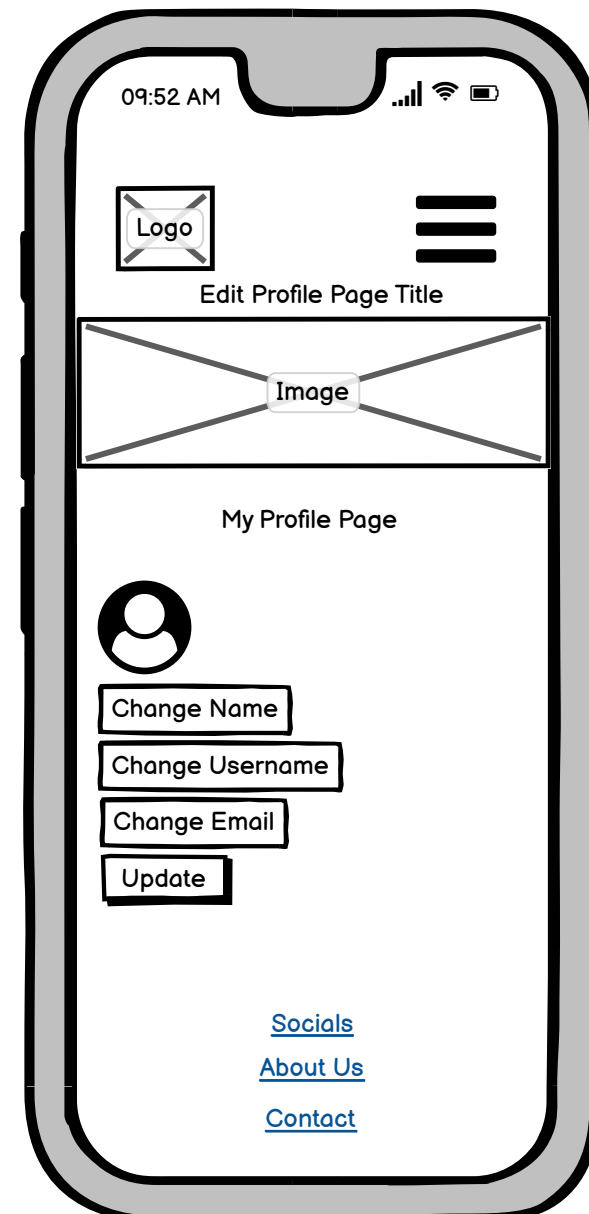 09:52 AM
Logo
Edit Profile Page Title
Image
My Profile Page
Change Name
Change Username
Change Email
Update
Socials
About Us
Contact